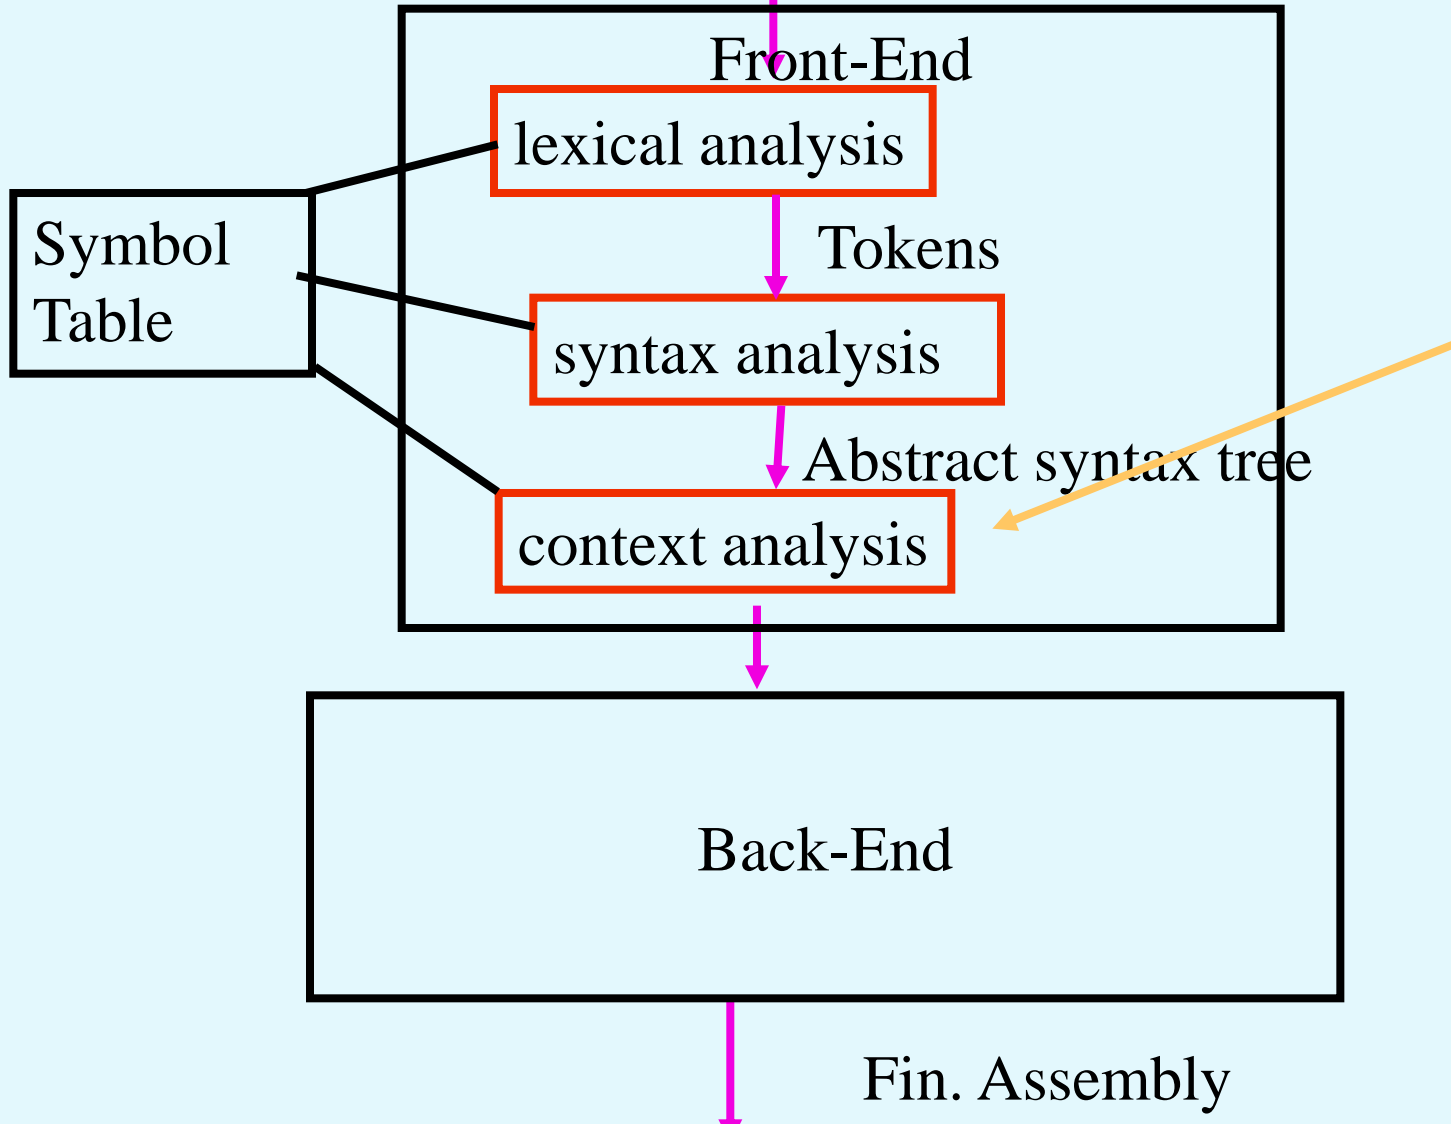 Front-End
lexical analysis
Symbol
Table
Tokens
syntax analysis
Abstract syntax tree
context analysis
Back-End
Fin. Assembly